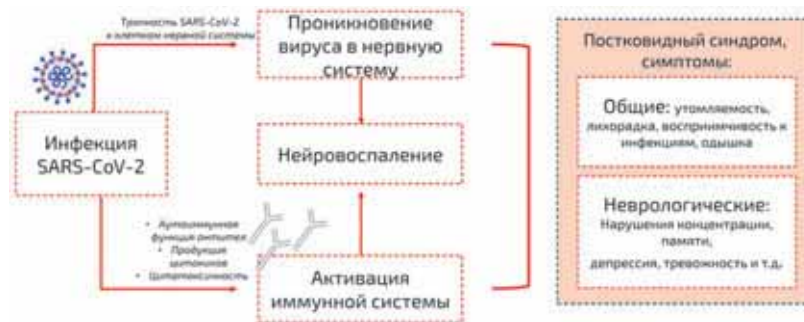 Тропность SARS-CoV-2
к клеткам нервной системы
Проникновение
вируса в нервную
систему
Инфекция
SARS-CoV-2
Нейровоспаление
• Аутоиммунная
функция антител
• Продукция
цитокинов
• Цитотоксичность
Активация
иммунной системы
Постковидный синдром,
симптомы:
Общие: утомляемость,
лихорадка, восприимчивость к
инфекциям, одышка
Неврологические:
Нарушения концентрации,
памяти,
депрессия, тревожность и т.д.